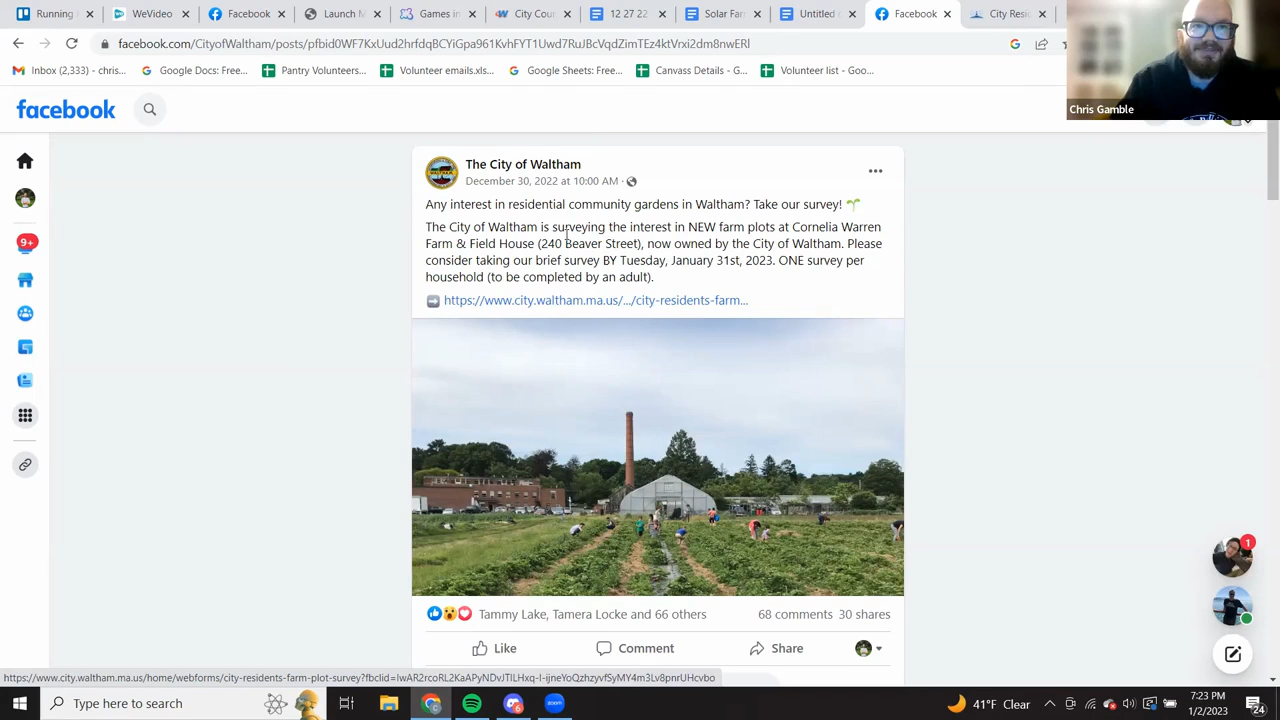 Running
WeVideo
Facebook
Launch M
Games in
City Cou
12 27 22
Solar Far
Untitled
Facebook
City Resi
facebook.com/CityofWaltham/posts/pfbid0WF7KxUud2hrfdqBCYiGpa961KvhFYT1Uwd7RuJBcVqdZimTEz4ktVrxi2dm8nwERl
Inbox (2,333) - chris...
Google Docs: Free...
Pantry Volunteers...
Volunteer emails.xls...
Google Sheets: Free...
Canvass Details - G...
Volunteer list - Goo...
Chris Gamble
facebook
The City of Waltham
December 30, 2022 at 10:00 AM ·
Any interest in residential community gardens in Waltham? Take our survey! 🌱
The City of Waltham is surveying the interest in NEW farm plots at Cornelia Warren
Farm & Field House (240 Beaver Street), now owned by the City of Waltham. Please
consider taking our brief survey BY Tuesday, January 31st, 2023. ONE survey per
household (to be completed by an adult).
➡️ https://www.city.waltham.ma.us/.../city-residents-farm...
9+
Tammy Lake, Tamera Locke and 66 others
68 comments 30 shares
1
Like
Comment
Share
https://www.city.waltham.ma.us/home/webforms/city-residents-farm-plot-survey?fbclid=IwAR2rcoRL2KaAPyNDvJTILHxq-l-ijneYoQzhzyvfSyMY4m3Lv8pnrUHcvbo
Type here to search
zoom
41°F Clear
7:23 PM
1/2/2023
24